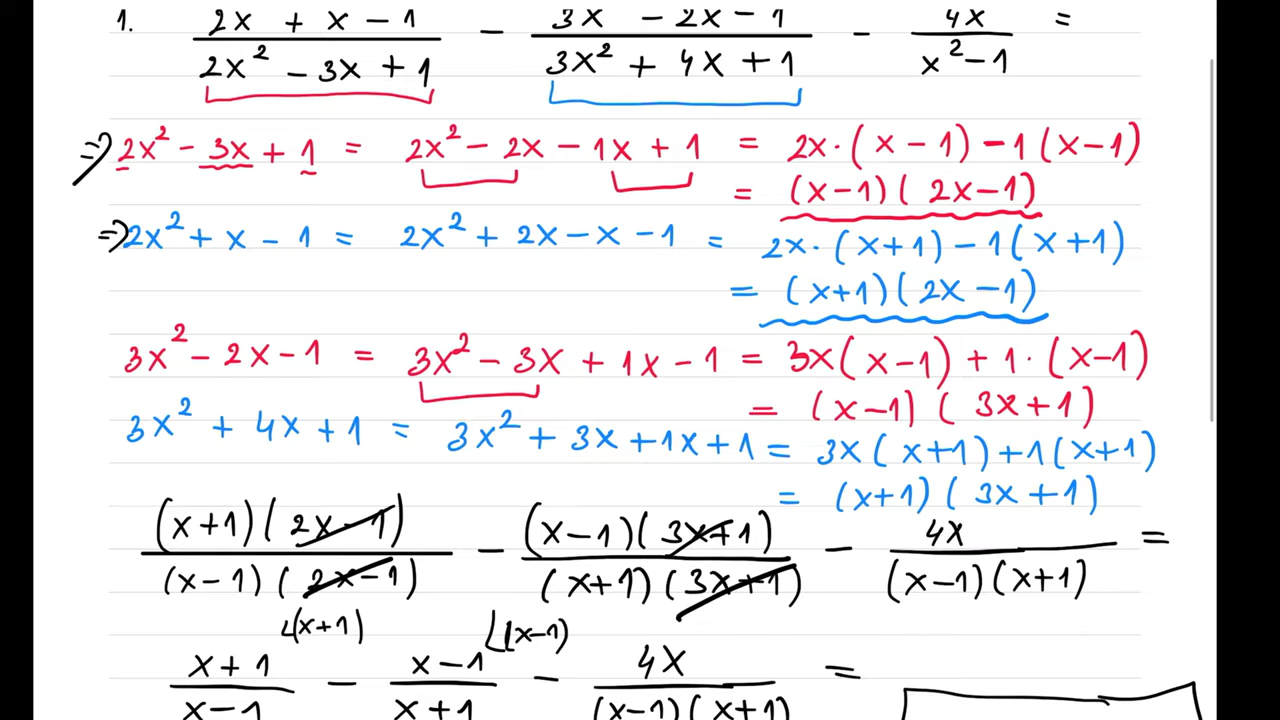 1. (2x + x − 1)/(2x² − 3x + 1) − (3x − 2x − 1)/(3x² + 4x + 1) − 4x/(x² − 1) =
⇒ 2x² − 3x + 1 = 2x² − 2x − 1x + 1 = 2x·(x − 1) − 1(x − 1)
= (x−1)(2x−1)
⇒ 2x² + x − 1 = 2x² + 2x − x − 1 = 2x·(x+1) − 1(x+1)
= (x+1)(2x−1)
3x² − 2x − 1 = 3x² − 3x + 1x − 1 = 3x(x−1) + 1·(x−1)
= (x−1)(3x+1)
3x² + 4x + 1 = 3x² + 3x + 1x + 1 = 3x(x+1) + 1(x+1)
= (x+1)(3x+1)
(x+1)(2x−1)/(x−1)(2x−1) − (x−1)(3x+1)/(x+1)(3x+1) − 4x/(x−1)(x+1) =
∠(x+1) ∠(x−1)
(x+1)/(x−1) − (x−1)/(x+1) − 4x/(x−1)(x+1) =